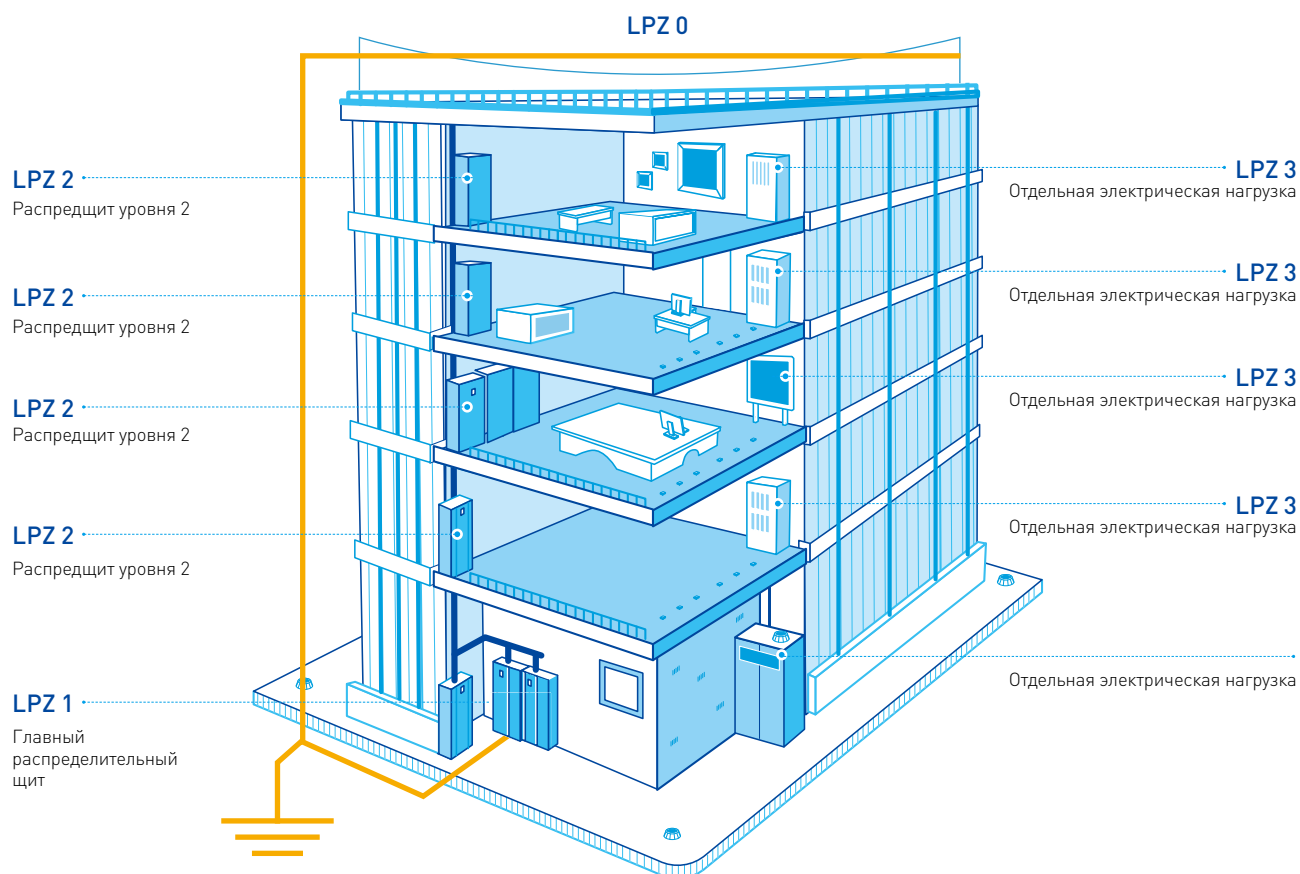 LPZ 0
LPZ 2
Распредщит уровня 2
LPZ 2
Распредщит уровня 2
LPZ 2
Распредщит уровня 2
LPZ 2
Распредщит уровня 2
LPZ 1
Главный
распределительный
щит
LPZ 3
Отдельная электрическая нагрузка
LPZ 3
Отдельная электрическая нагрузка
LPZ 3
Отдельная электрическая нагрузка
LPZ 3
Отдельная электрическая нагрузка
Отдельная электрическая нагрузка